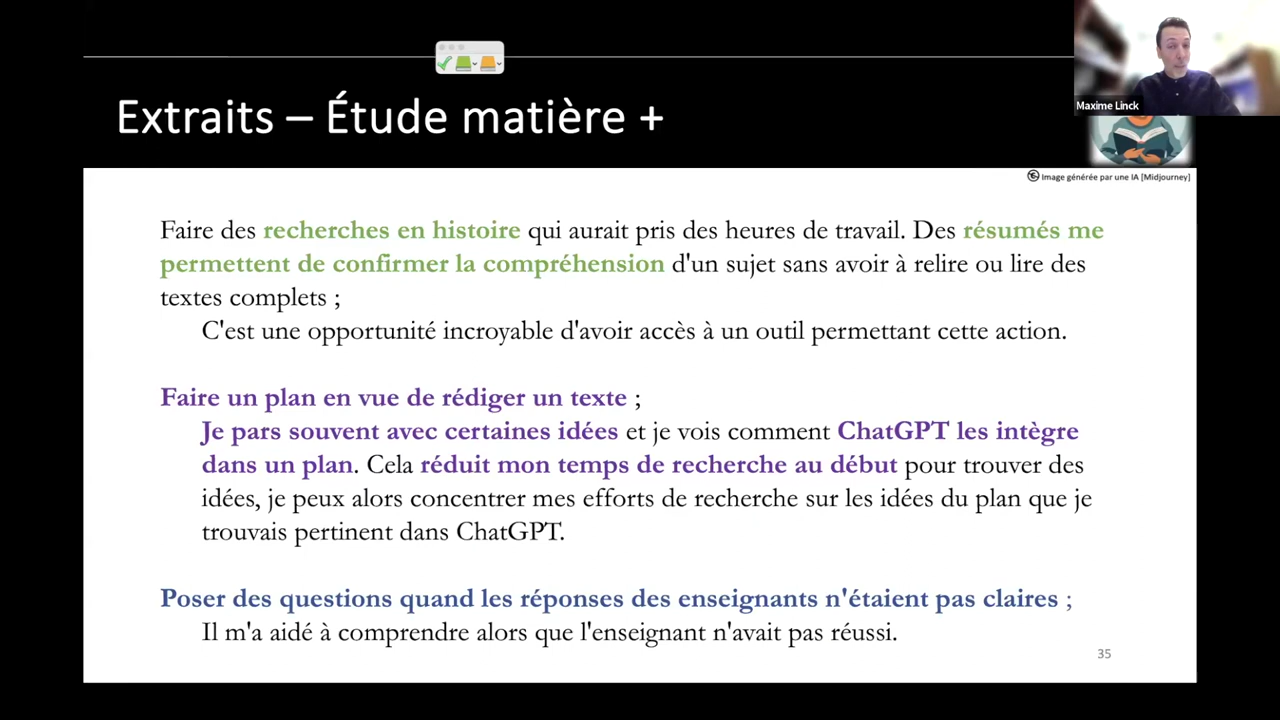 Maxime Linck
Extraits – Étude matière +
Image générée par une IA [Midjourney]
Faire des recherches en histoire qui aurait pris des heures de travail. Des résumés me
permettent de confirmer la compréhension d'un sujet sans avoir à relire ou lire des
textes complets ;
C'est une opportunité incroyable d'avoir accès à un outil permettant cette action.
Faire un plan en vue de rédiger un texte ;
Je pars souvent avec certaines idées et je vois comment ChatGPT les intègre
dans un plan. Cela réduit mon temps de recherche au début pour trouver des
idées, je peux alors concentrer mes efforts de recherche sur les idées du plan que je
trouvais pertinent dans ChatGPT.
Poser des questions quand les réponses des enseignants n'étaient pas claires ;
Il m'a aidé à comprendre alors que l'enseignant n'avait pas réussi.
35